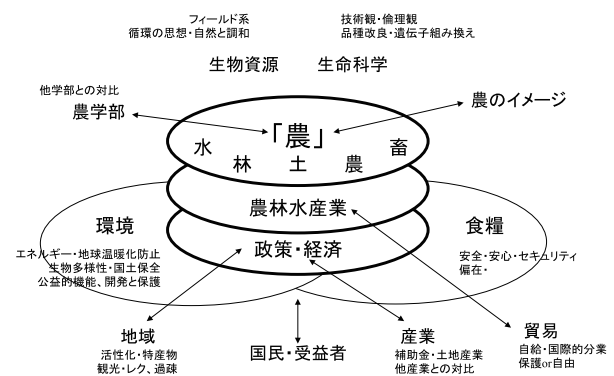 フィールド系
循環の思想・自然と調和
技術観・倫理観
品種改良・遺伝子組み換え
生物資源
生命科学
他学部との対比
農学部
農のイメージ
「農」
水 林 土 農 畜
農林水産業
政策・経済
環境
エネルギー・地球温暖化防止
生物多様性・国土保全
公益的機能、開発と保護
食糧
安全・安心・セキュリティ
偏在・
地域
活性化・特産物
観光・レク、過疎
国民・受益者
産業
補助金・土地産業
他産業との対比
貿易
自給・国際的分業
保護or自由